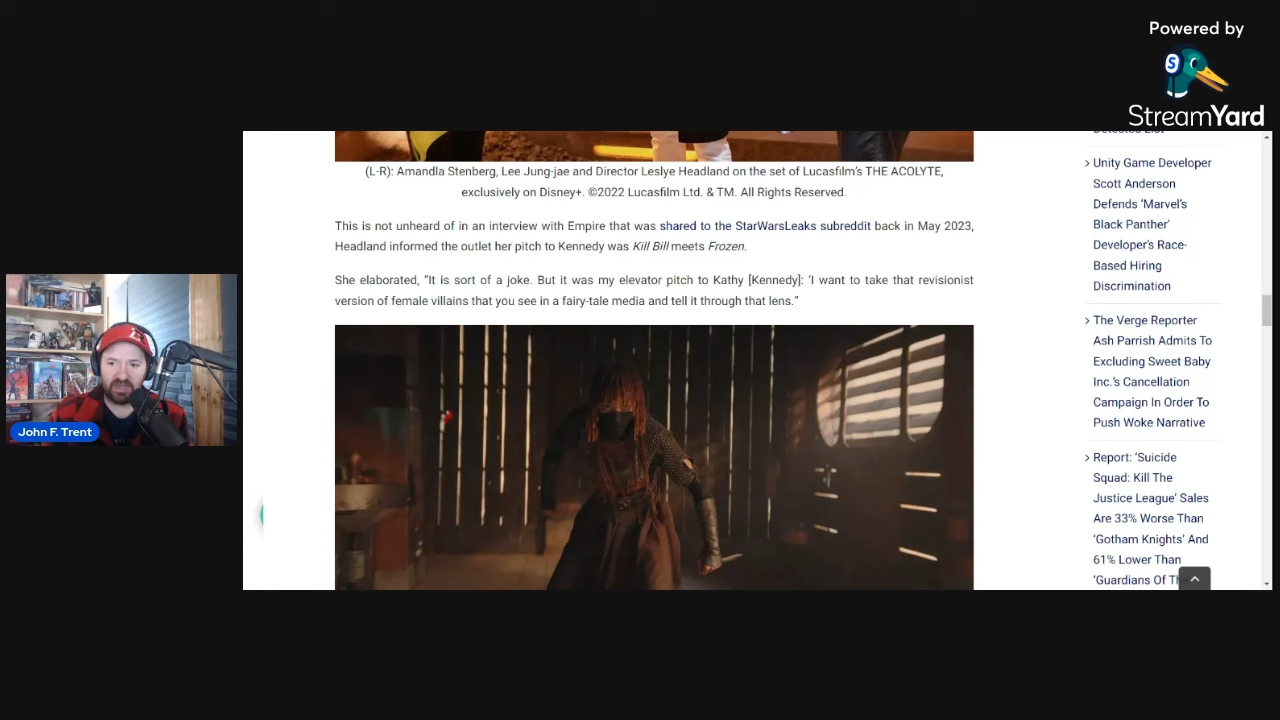 Powered by
StreamYard
(L-R): Amandla Stenberg, Lee Jung-jae and Director Leslye Headland on the set of Lucasfilm's THE ACOLYTE,
exclusively on Disney+. ©2022 Lucasfilm Ltd. & TM. All Rights Reserved.
This is not unheard of in an interview with Empire that was shared to the StarWarsLeaks subreddit back in May 2023,
Headland informed the outlet her pitch to Kennedy was Kill Bill meets Frozen.
She elaborated, “It is sort of a joke. But it was my elevator pitch to Kathy [Kennedy]: ‘I want to take that revisionist
version of female villains that you see in a fairy-tale media and tell it through that lens.”
John F. Trent
Unity Game Developer
Scott Anderson
Defends ‘Marvel’s
Black Panther’
Developer’s Race-
Based Hiring
Discrimination
The Verge Reporter
Ash Parrish Admits To
Excluding Sweet Baby
Inc.’s Cancellation
Campaign In Order To
Push Woke Narrative
Report: ‘Suicide
Squad: Kill The
Justice League’ Sales
Are 33% Worse Than
‘Gotham Knights’ And
61% Lower Than
‘Guardians Of